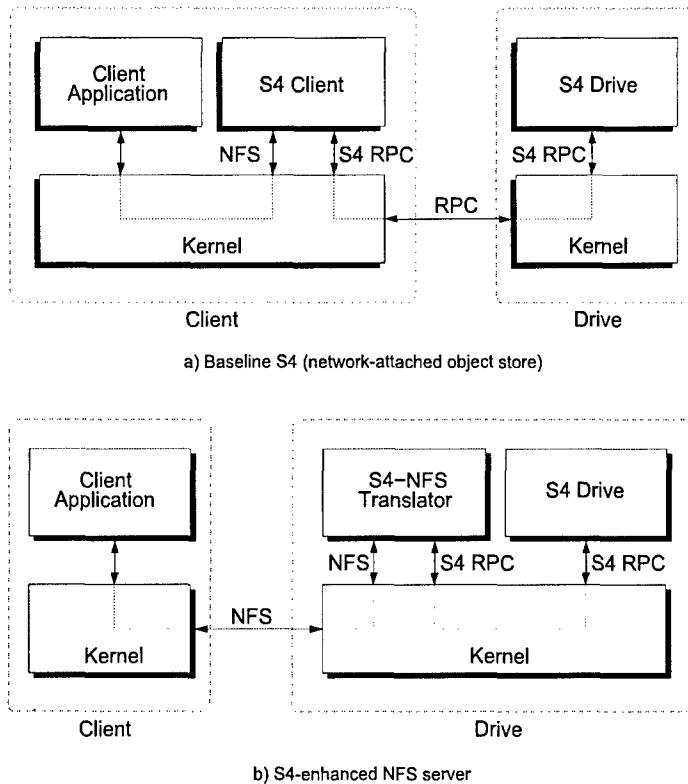 Client
Application
S4 Client
S4 Drive
NFS
S4 RPC
S4 RPC
RPC
Kernel
Kernel
Client
Drive
a) Baseline S4 (network-attached object store)
Client
Application
S4-NFS
Translator
S4 Drive
NFS
S4 RPC
S4 RPC
NFS
Kernel
Kernel
Client
Drive
b) S4-enhanced NFS server